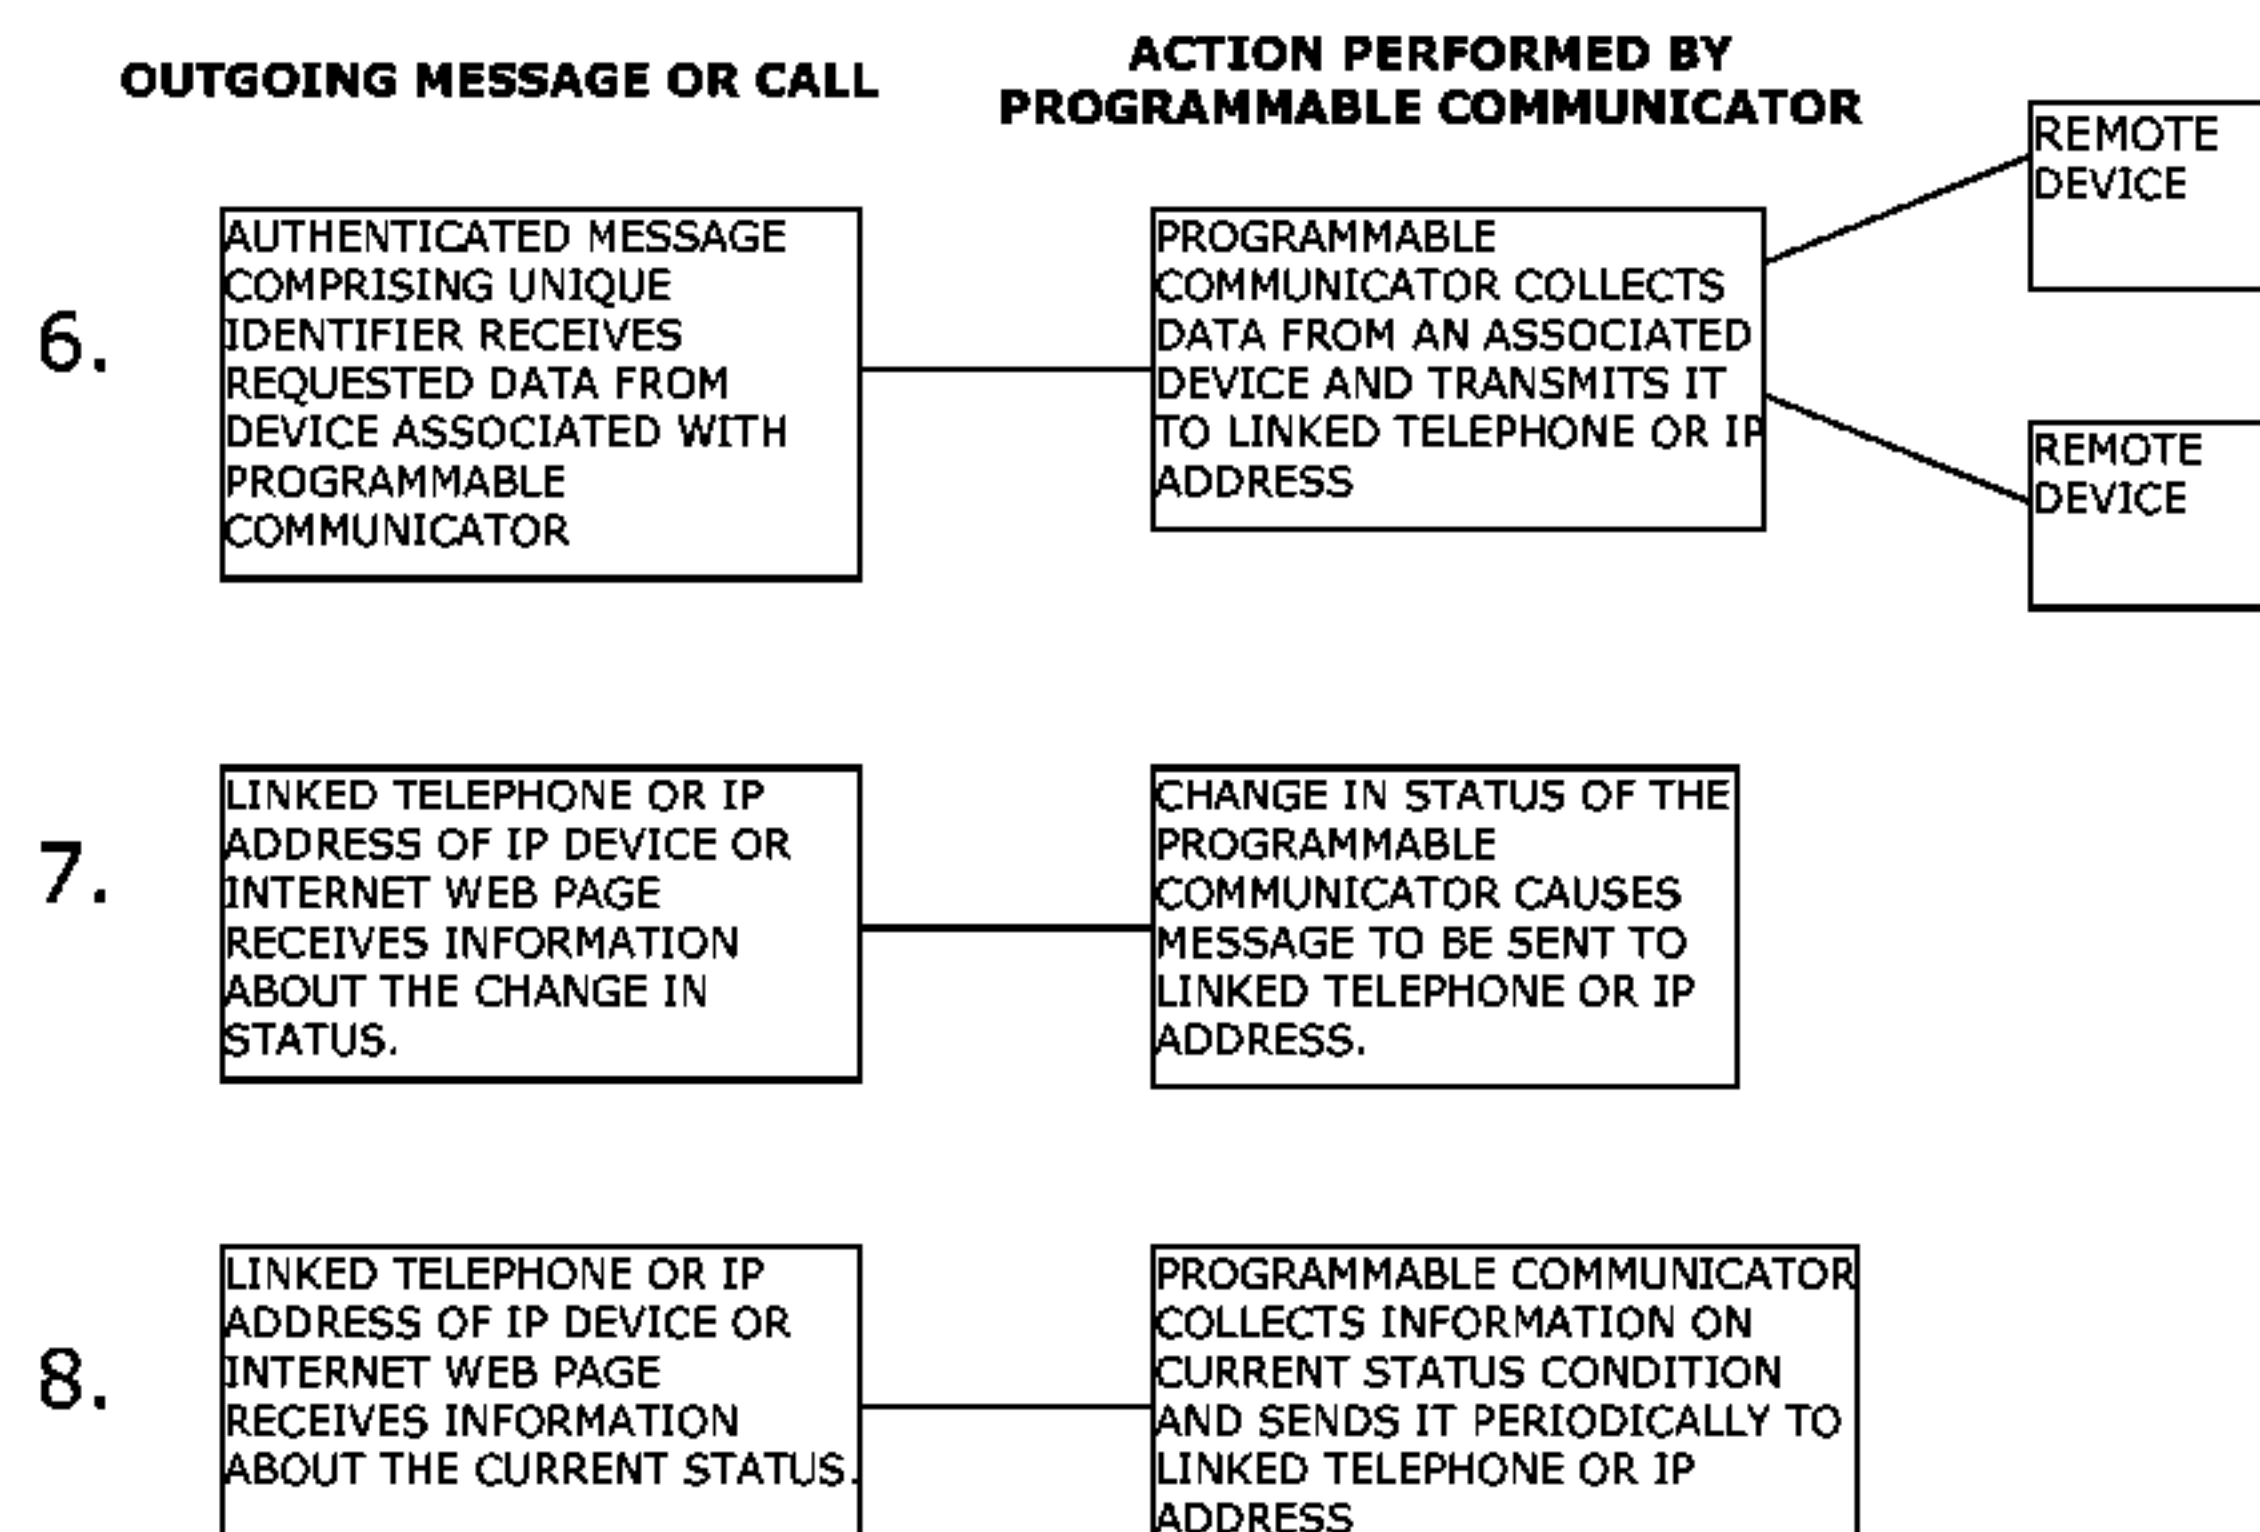 OUTGOING MESSAGE OR CALL
ACTION PERFORMED BY
PROGRAMMABLE COMMUNICATOR
6.
AUTHENTICATED MESSAGE
COMPRISING UNIQUE
IDENTIFIER RECEIVES
REQUESTED DATA FROM
DEVICE ASSOCIATED WITH
PROGRAMMABLE
COMMUNICATOR
PROGRAMMABLE
COMMUNICATOR COLLECTS
DATA FROM AN ASSOCIATED
DEVICE AND TRANSMITS IT
TO LINKED TELEPHONE OR IP
ADDRESS
REMOTE
DEVICE
REMOTE
DEVICE
7.
LINKED TELEPHONE OR IP
ADDRESS OF IP DEVICE OR
INTERNET WEB PAGE
RECEIVES INFORMATION
ABOUT THE CHANGE IN
STATUS.
CHANGE IN STATUS OF THE
PROGRAMMABLE
COMMUNICATOR CAUSES
MESSAGE TO BE SENT TO
LINKED TELEPHONE OR IP
ADDRESS.
8.
LINKED TELEPHONE OR IP
ADDRESS OF IP DEVICE OR
INTERNET WEB PAGE
RECEIVES INFORMATION
ABOUT THE CURRENT STATUS.
PROGRAMMABLE COMMUNICATOR
COLLECTS INFORMATION ON
CURRENT STATUS CONDITION
AND SENDS IT PERIODICALLY TO
LINKED TELEPHONE OR IP
ADDRESS